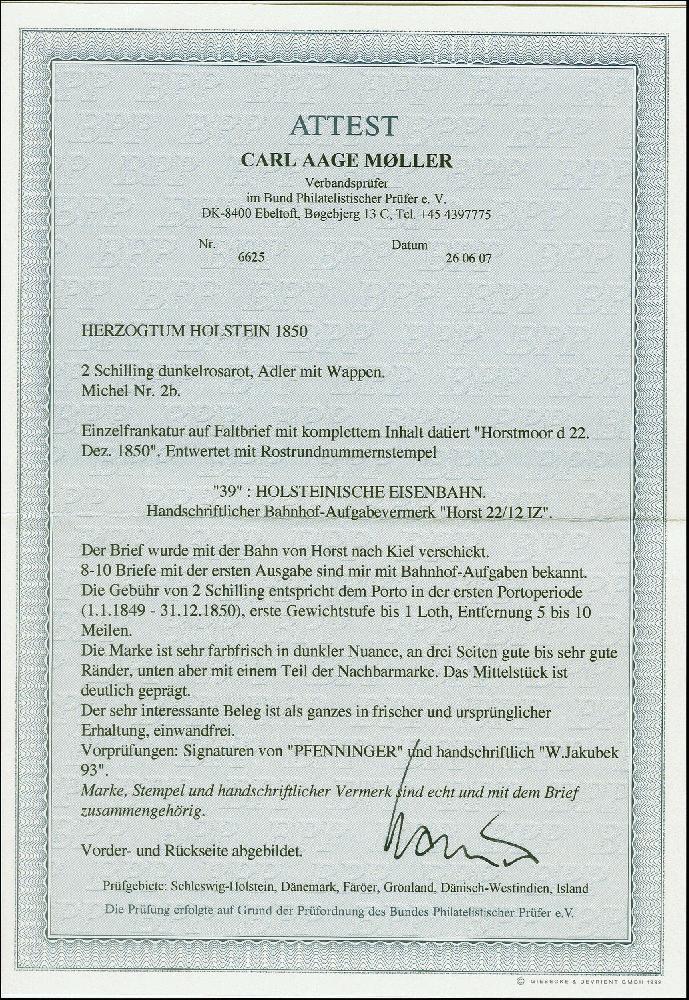 ATTEST
CARL AAGE MØLLER
Verbandsprüfer
im Bund Philatelistischer Prüfer e. V.
DK-8400 Ebeltoft, Bøgebjerg 13 C, Tel. +45 4397775
Nr. Datum
6625 26 06 07
HERZOGTUM HOLSTEIN 1850
2 Schilling dunkelrosarot, Adler mit Wappen.
Michel Nr. 2b.
Einzelfrankatur auf Faltbrief mit komplettem Inhalt datiert "Horstmoor d 22.
Dez. 1850". Entwertet mit Rostrundnummernstempel
"39" : HOLSTEINISCHE EISENBAHN.
Handschriftlicher Bahnhof-Aufgabevermerk "Horst 22/12 IZ".
Der Brief wurde mit der Bahn von Horst nach Kiel verschickt.
8-10 Briefe mit der ersten Ausgabe sind mir mit Bahnhof-Aufgaben bekannt.
Die Gebühr von 2 Schilling entspricht dem Porto in der ersten Portoperiode
(1.1.1849 - 31.12.1850), erste Gewichtstufe bis 1 Loth, Entfernung 5 bis 10
Meilen.
Die Marke ist sehr farbfrisch in dunkler Nuance, an drei Seiten gute bis sehr gute
Ränder, unten aber mit einem Teil der Nachbarmarke. Das Mittelstück ist
deutlich geprägt.
Der sehr interessante Beleg ist als ganzes in frischer und ursprünglicher
Erhaltung, einwandfrei.
Vorprüfungen: Signaturen von "PFENNINGER" und handschriftlich "W.Jakubek
93".
Marke, Stempel und handschriftlicher Vermerk sind echt und mit dem Brief
zusammengehörig.
Vorder- und Rückseite abgebildet.
Prüfgebiete: Schleswig-Holstein, Dänemark, Färöer, Grönland, Dänisch-Westindien, Island
Die Prüfung erfolgte auf Grund der Prüfordnung des Bundes Philatelistischer Prüfer e.V.
© GIESECKE & DEVRIENT GMBH 1999